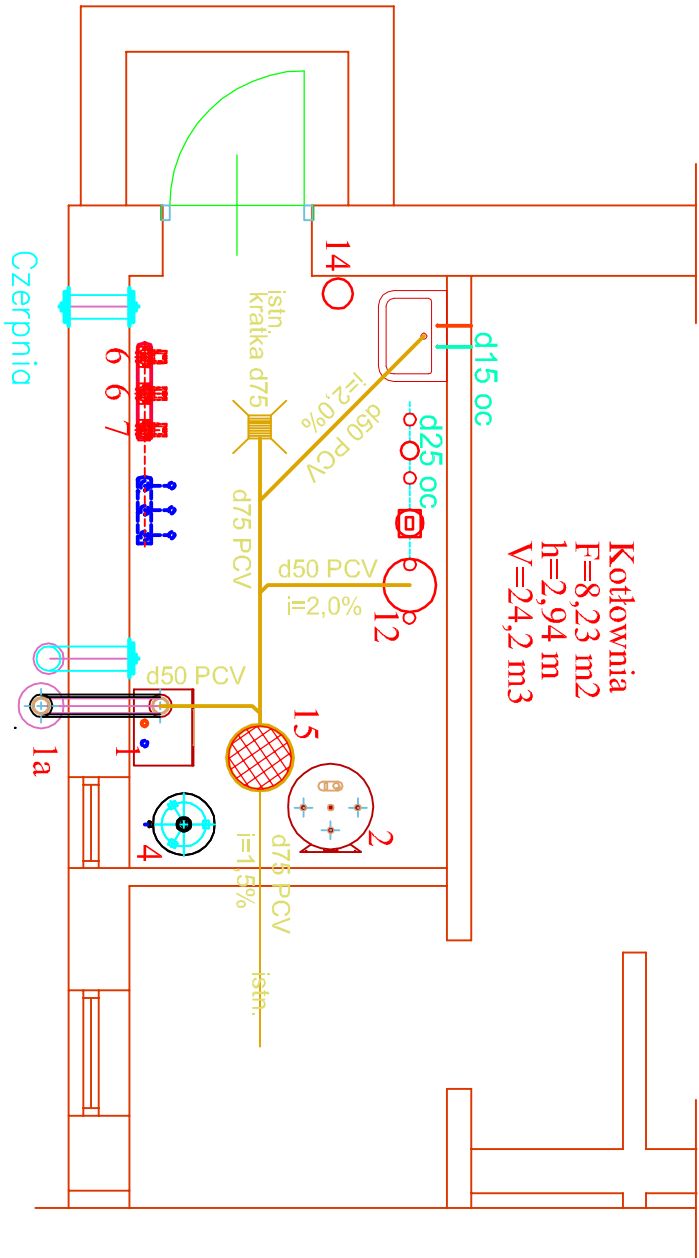 Kotłownia
F=8,23 m2
h=2,94 m
V=24,2 m3
d15 oc
d25 oc
14
i=2,0%
d50 PCV
istn.
kratka d75
d75 PCV
d50 PCV
i=2,0%
12
Czerpnia
6 6 7
d50 PCV
15
1
1a
2
4
d75 PCV
i=1,5%
istn.